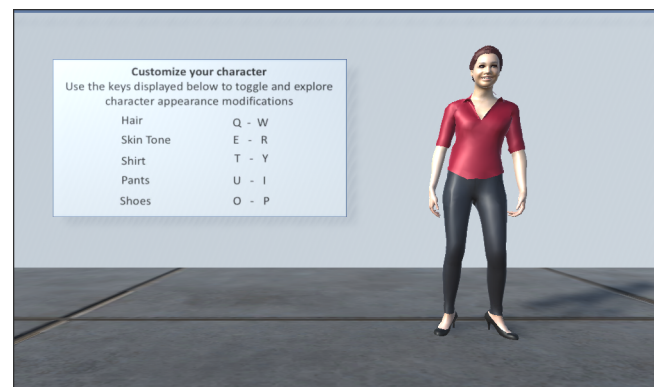 Customize your character
Use the keys displayed below to toggle and explore
character appearance modifications
Hair Q - W
Skin Tone E - R
Shirt T - Y
Pants U - I
Shoes O - P